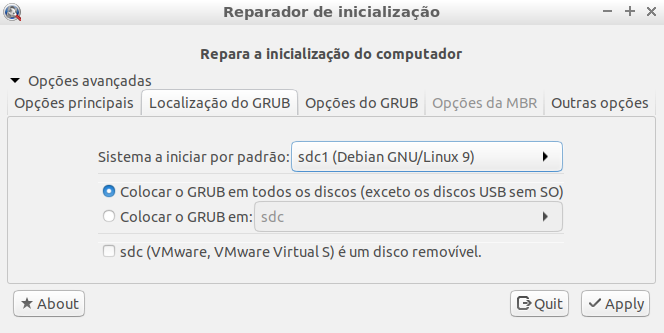 Reparador de inicialização
Repara a inicialização do computador
Opções avançadas
Opções principais Localização do GRUB Opções do GRUB Opções da MBR Outras opções
Sistema a iniciar por padrão: sdc1 (Debian GNU/Linux 9)
Colocar o GRUB em todos os discos (exceto os discos USB sem SO)
Colocar o GRUB em: sdc
sdc (VMware, VMware Virtual S) é um disco removível.
About Quit Apply